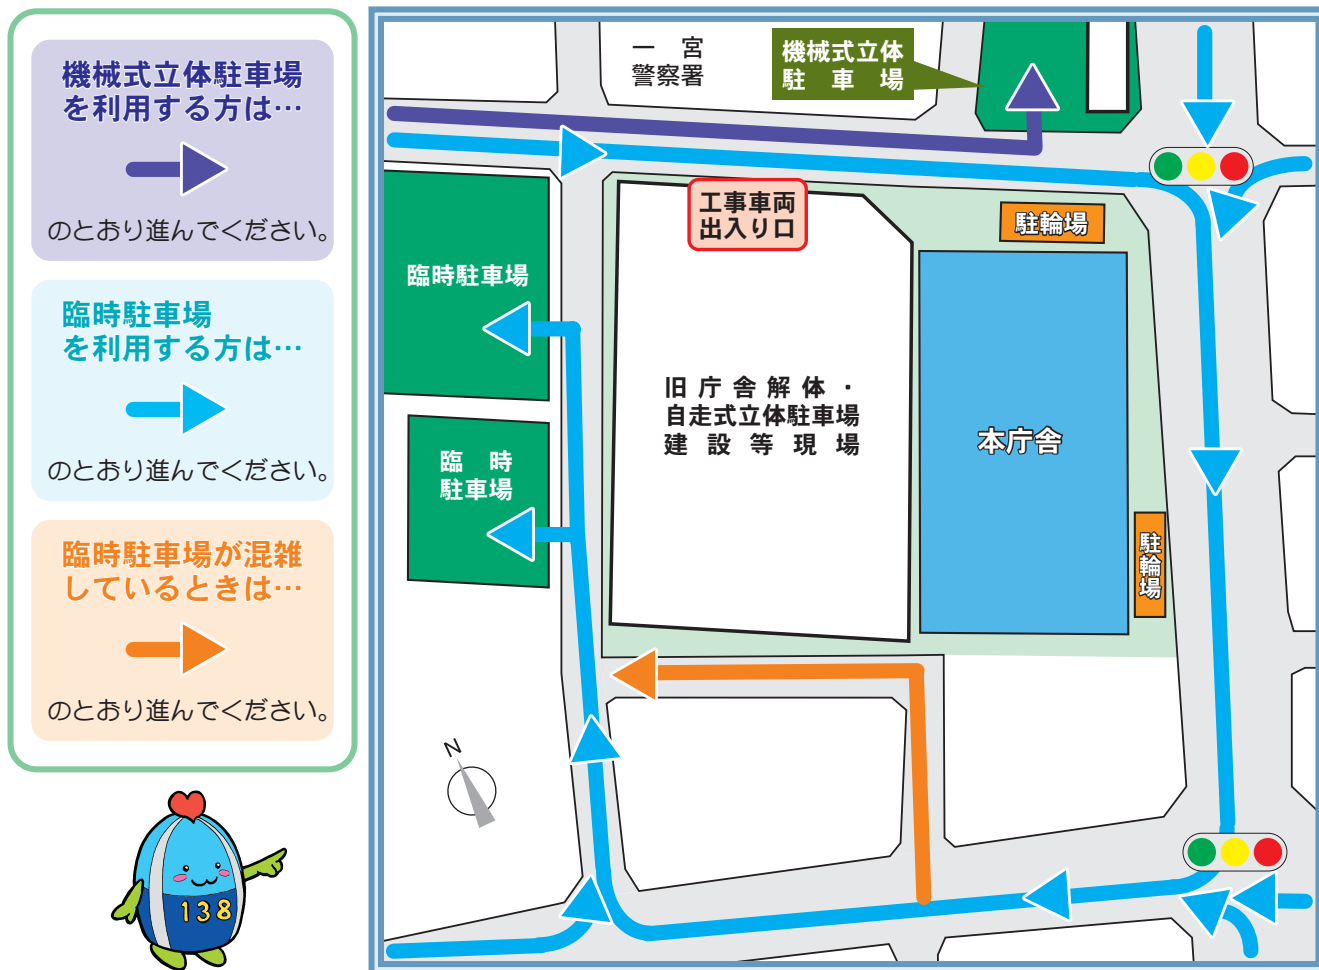 機械式立体駐車場
を利用する方は…
のとおり進んでください。
臨時駐車場
を利用する方は…
のとおり進んでください。
臨時駐車場が混雑
しているときは…
のとおり進んでください。
138
一宮
警察署
機械式立体
駐車場
工事車両
出入り口
駐輪場
臨時駐車場
旧庁舎解体・
自走式立体駐車場
建設等現場
本庁舎
臨時
駐車場
駐輪場
N